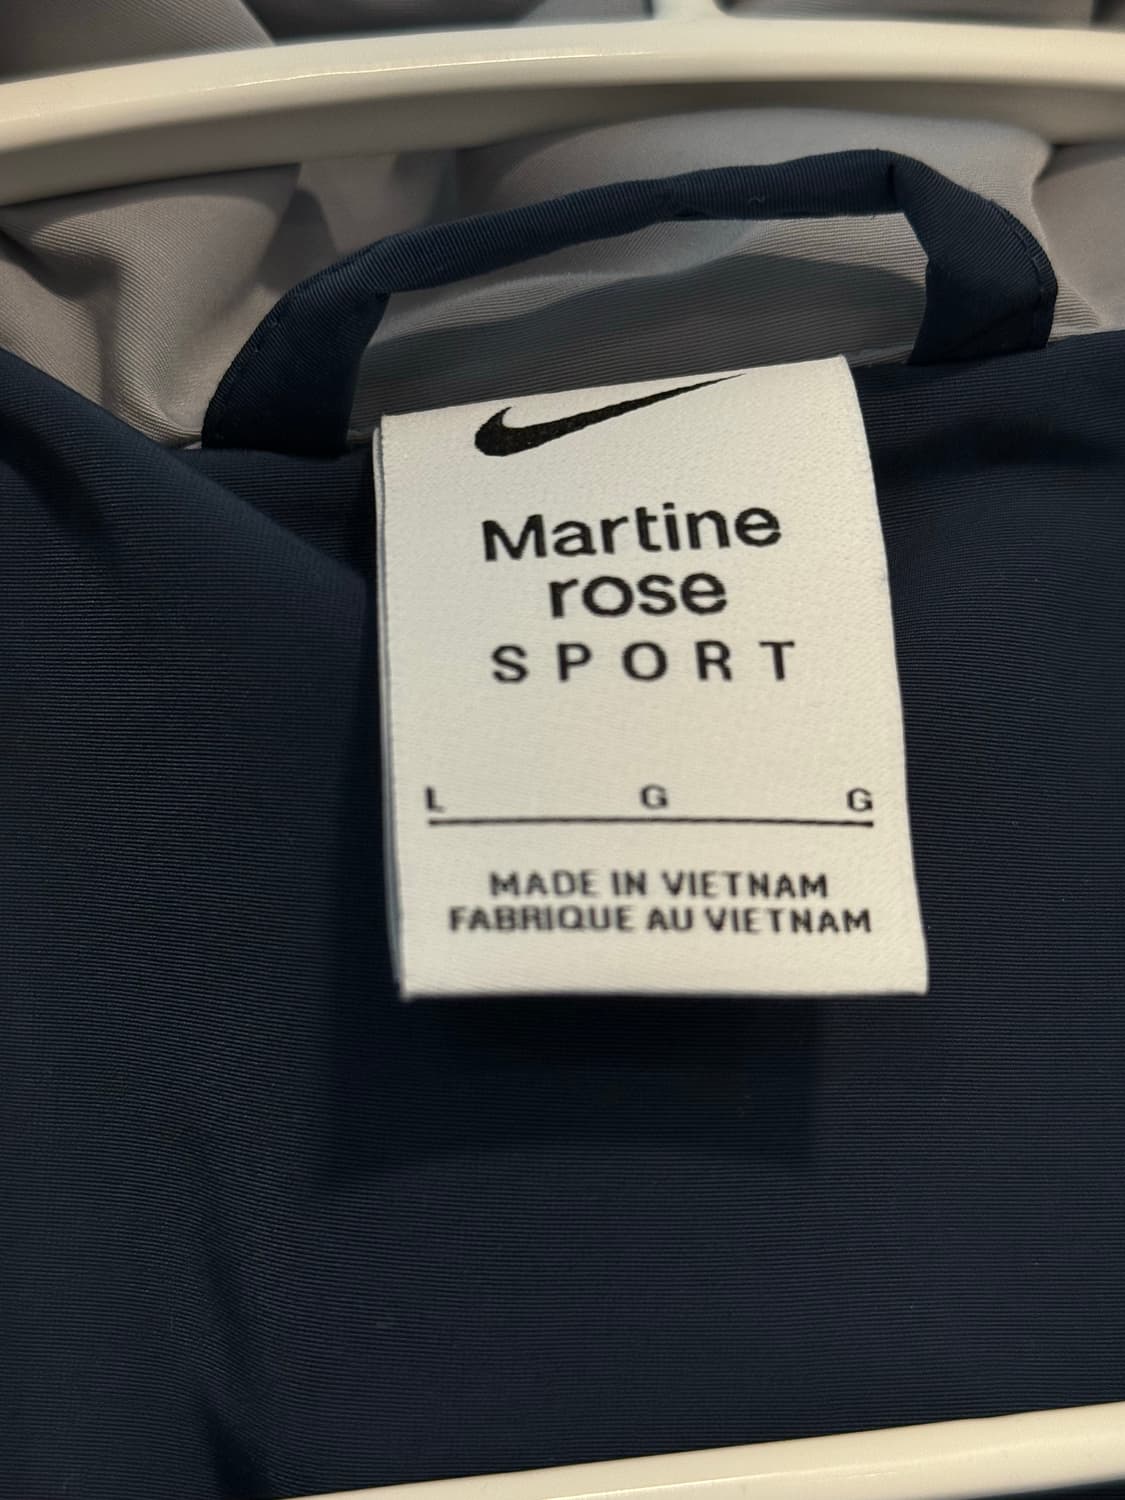 Martine
rose
SPORT
L G G
MADE IN VIETNAM
FABRIQUE AU VIETNAM